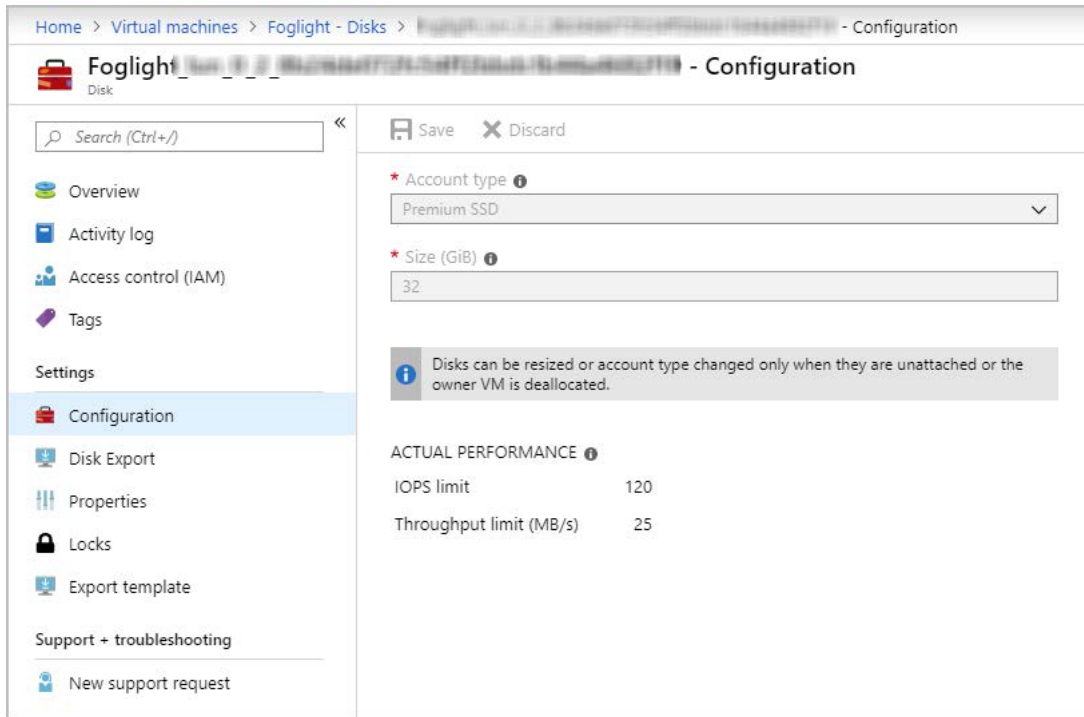 Home > Virtual machines > Foglight - Disks > - Configuration
Foglight - Configuration
Disk
Search (Ctrl+/)
«
Overview
Activity log
Access control (IAM)
Tags
Settings
Configuration
Disk Export
Properties
Locks
Export template
Support + troubleshooting
New support request
Save Discard
* Account type
Premium SSD
* Size (GiB)
32
Disks can be resized or account type changed only when they are unattached or the
owner VM is deallocated.
ACTUAL PERFORMANCE
IOPS limit 120
Throughput limit (MB/s) 25